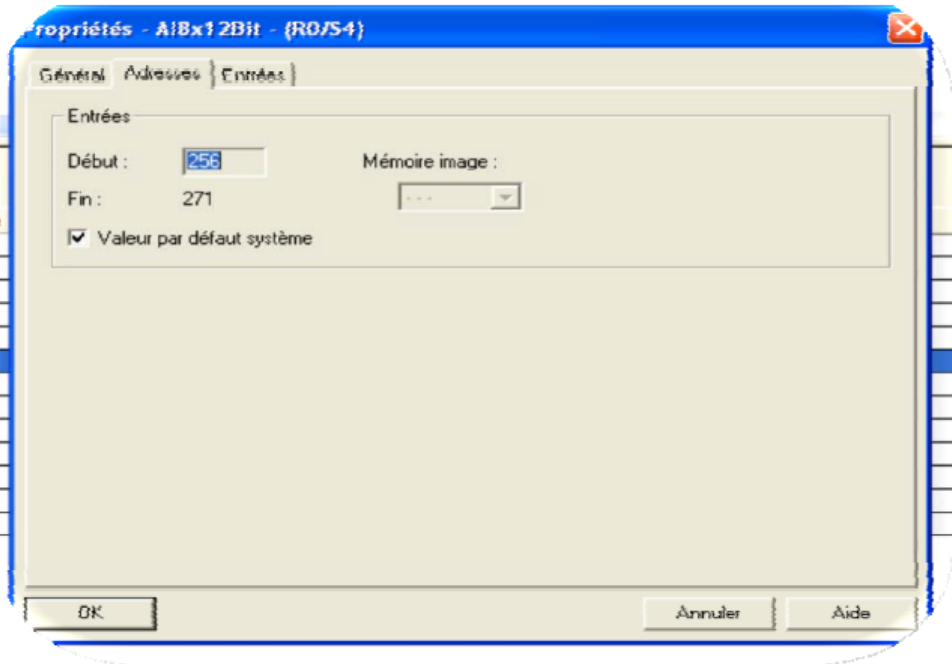 Propriétés - AI8x12Bit - (R0/S4)
Général Adresses Entrées
Entrées
Début : 256 Mémoire image :
Fin : 271 ---
Valeur par défaut système
OK Annuler Aide